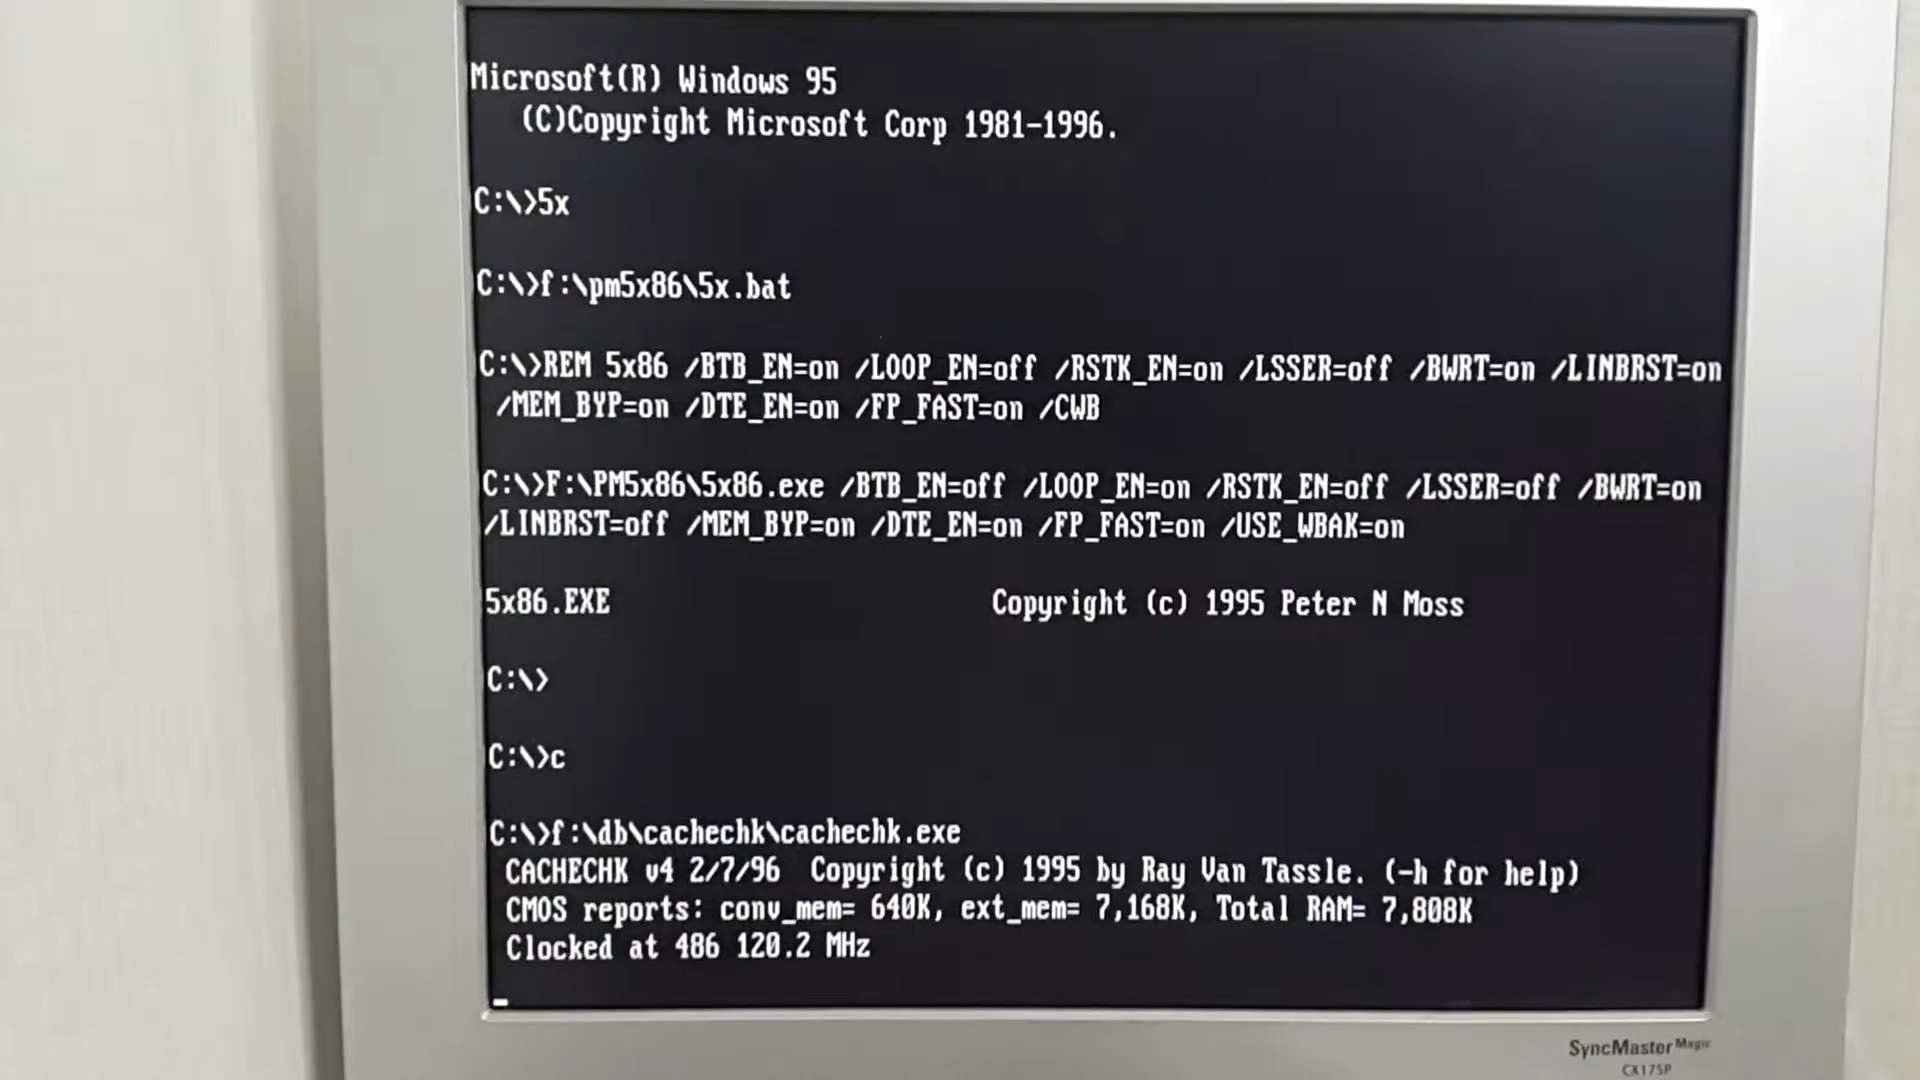 Microsoft(R) Windows 95
(C)Copyright Microsoft Corp 1981-1996.
C:\>5x
C:\>f:\pm5x86\5x.bat
C:\>REM 5x86 /BTB_EN=on /LOOP_EN=off /RSTK_EN=on /LSSER=off /BWRT=on /LINBRST=on
/MEM_BYP=on /DTE_EN=on /FP_FAST=on /CWB
C:\>F:\PM5x86\5x86.exe /BTB_EN=off /LOOP_EN=on /RSTK_EN=off /LSSER=off /BWRT=on
/LINBRST=off /MEM_BYP=on /DTE_EN=on /FP_FAST=on /USE_WBAK=on
5x86.EXE Copyright (c) 1995 Peter N Moss
C:\>
C:\>c
C:\>f:\db\cachechk\cachechk.exe
CACHECHK v4 2/7/96 Copyright (c) 1995 by Ray Van Tassle. (-h for help)
CMOS reports: conv_mem= 640K, ext_mem= 7,168K, Total RAM= 7,808K
Clocked at 486 120.2 MHz
SyncMaster Magic
CX175P